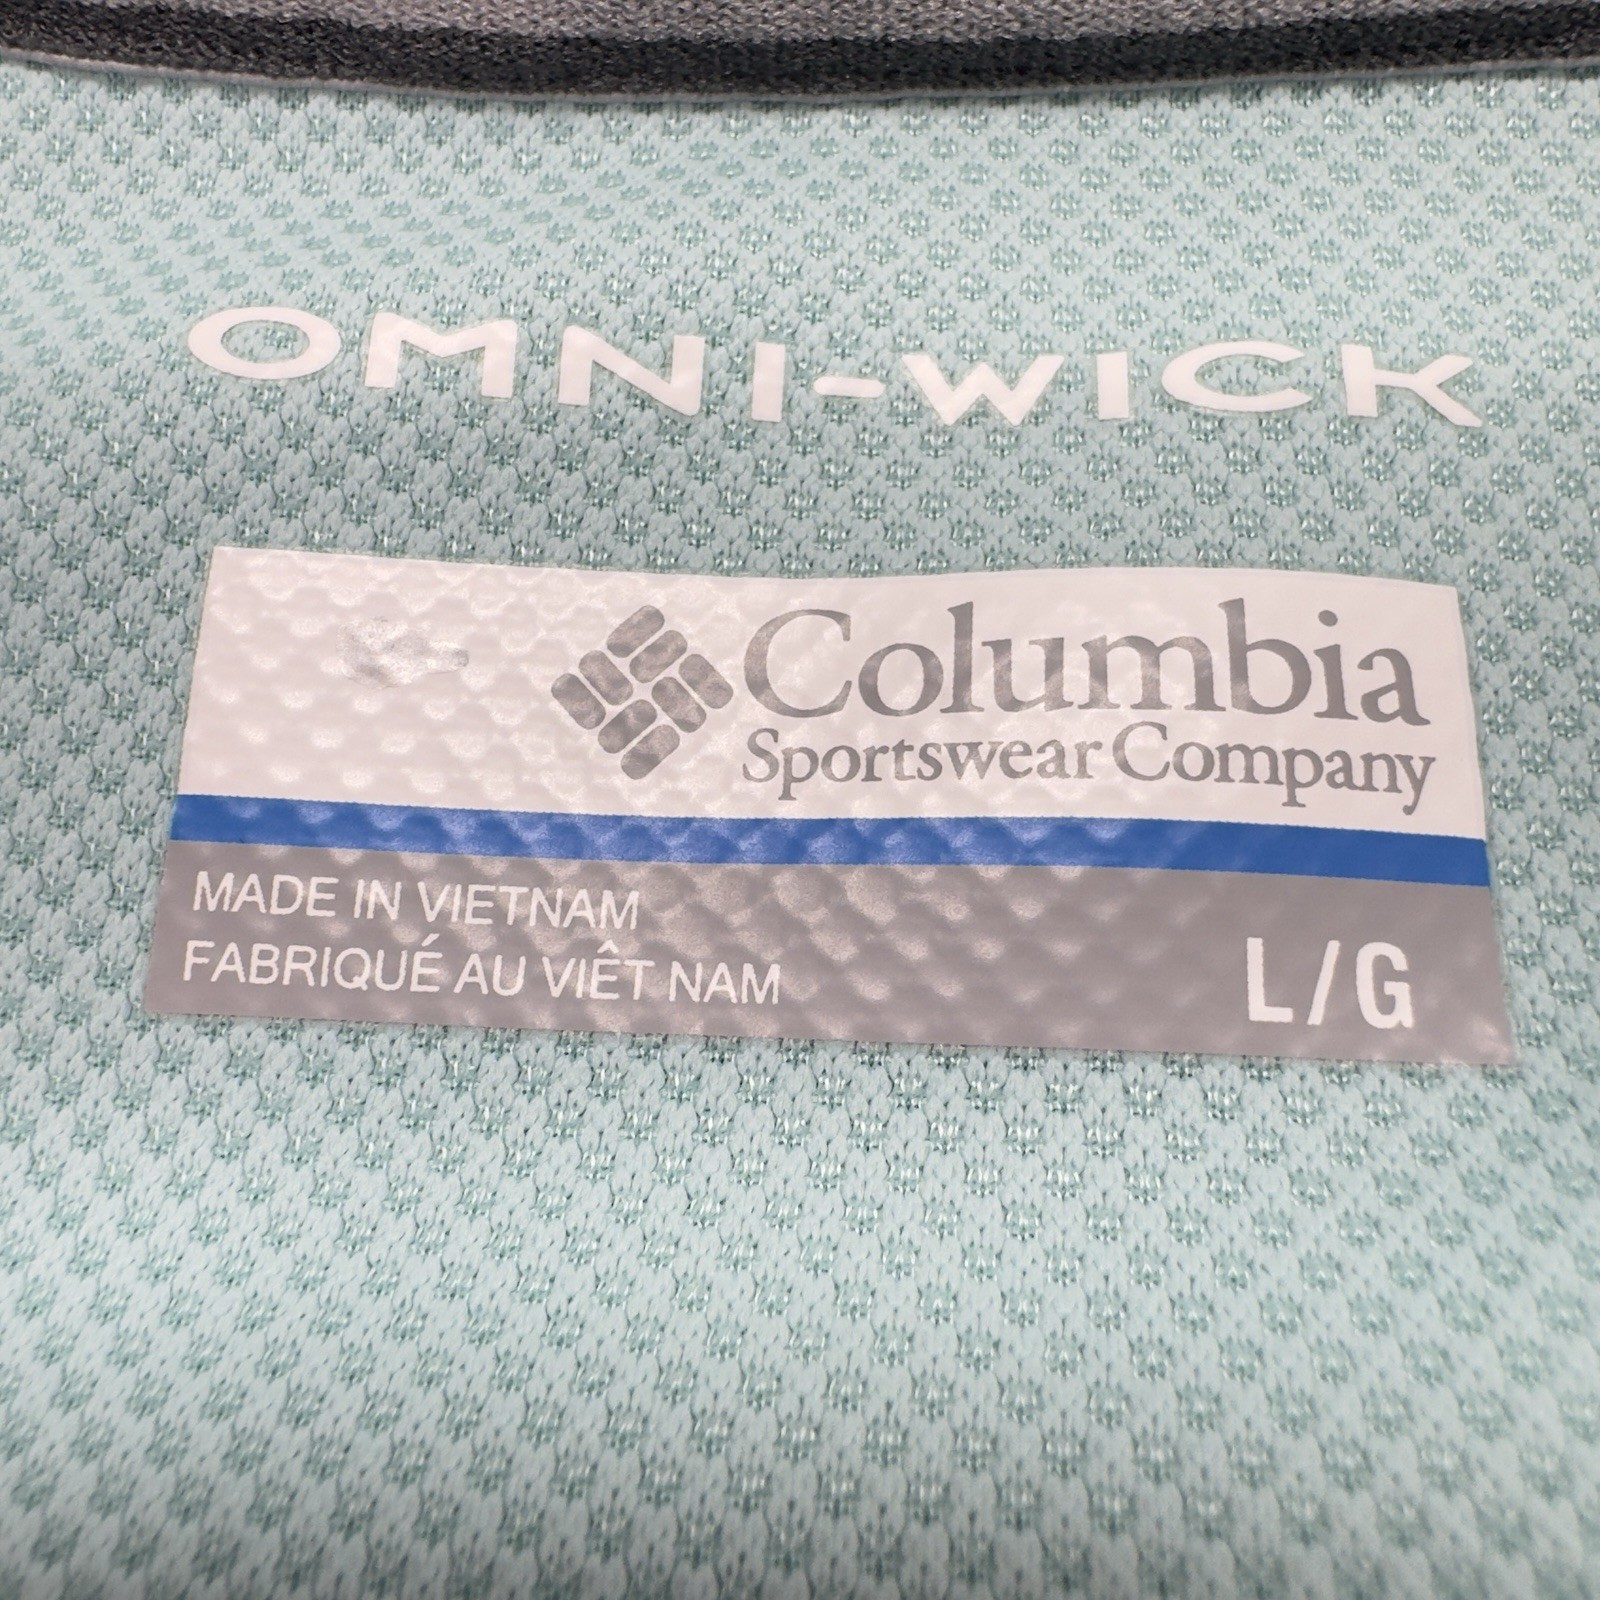 OMNI-WICK
Columbia
Sportswear Company
MADE IN VIETNAM
FABRIQUÉ AU VIÊT NAM
L/G